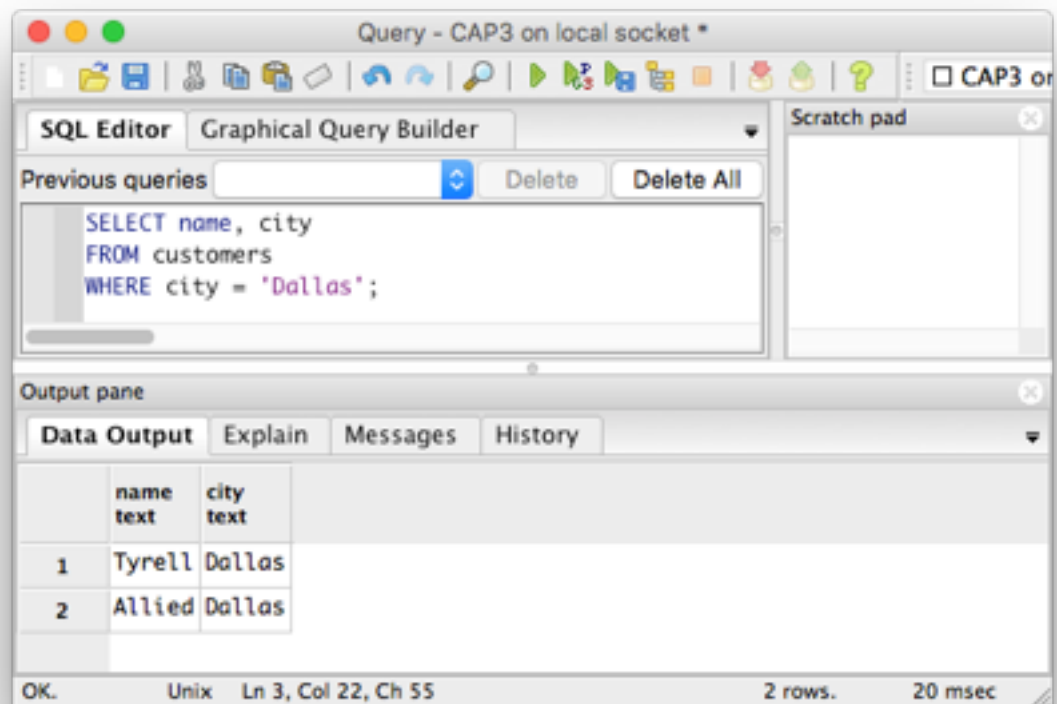 Query - CAP3 on local socket *
CAP3 or
SQL Editor Graphical Query Builder
Scratch pad
Previous queries Delete Delete All
SELECT name, city
FROM customers
WHERE city = 'Dallas';
Output pane
Data Output Explain Messages History
name city
text text
1 Tyrell Dallas
2 Allied Dallas
OK. Unix Ln 3, Col 22, Ch 55 2 rows. 20 msec